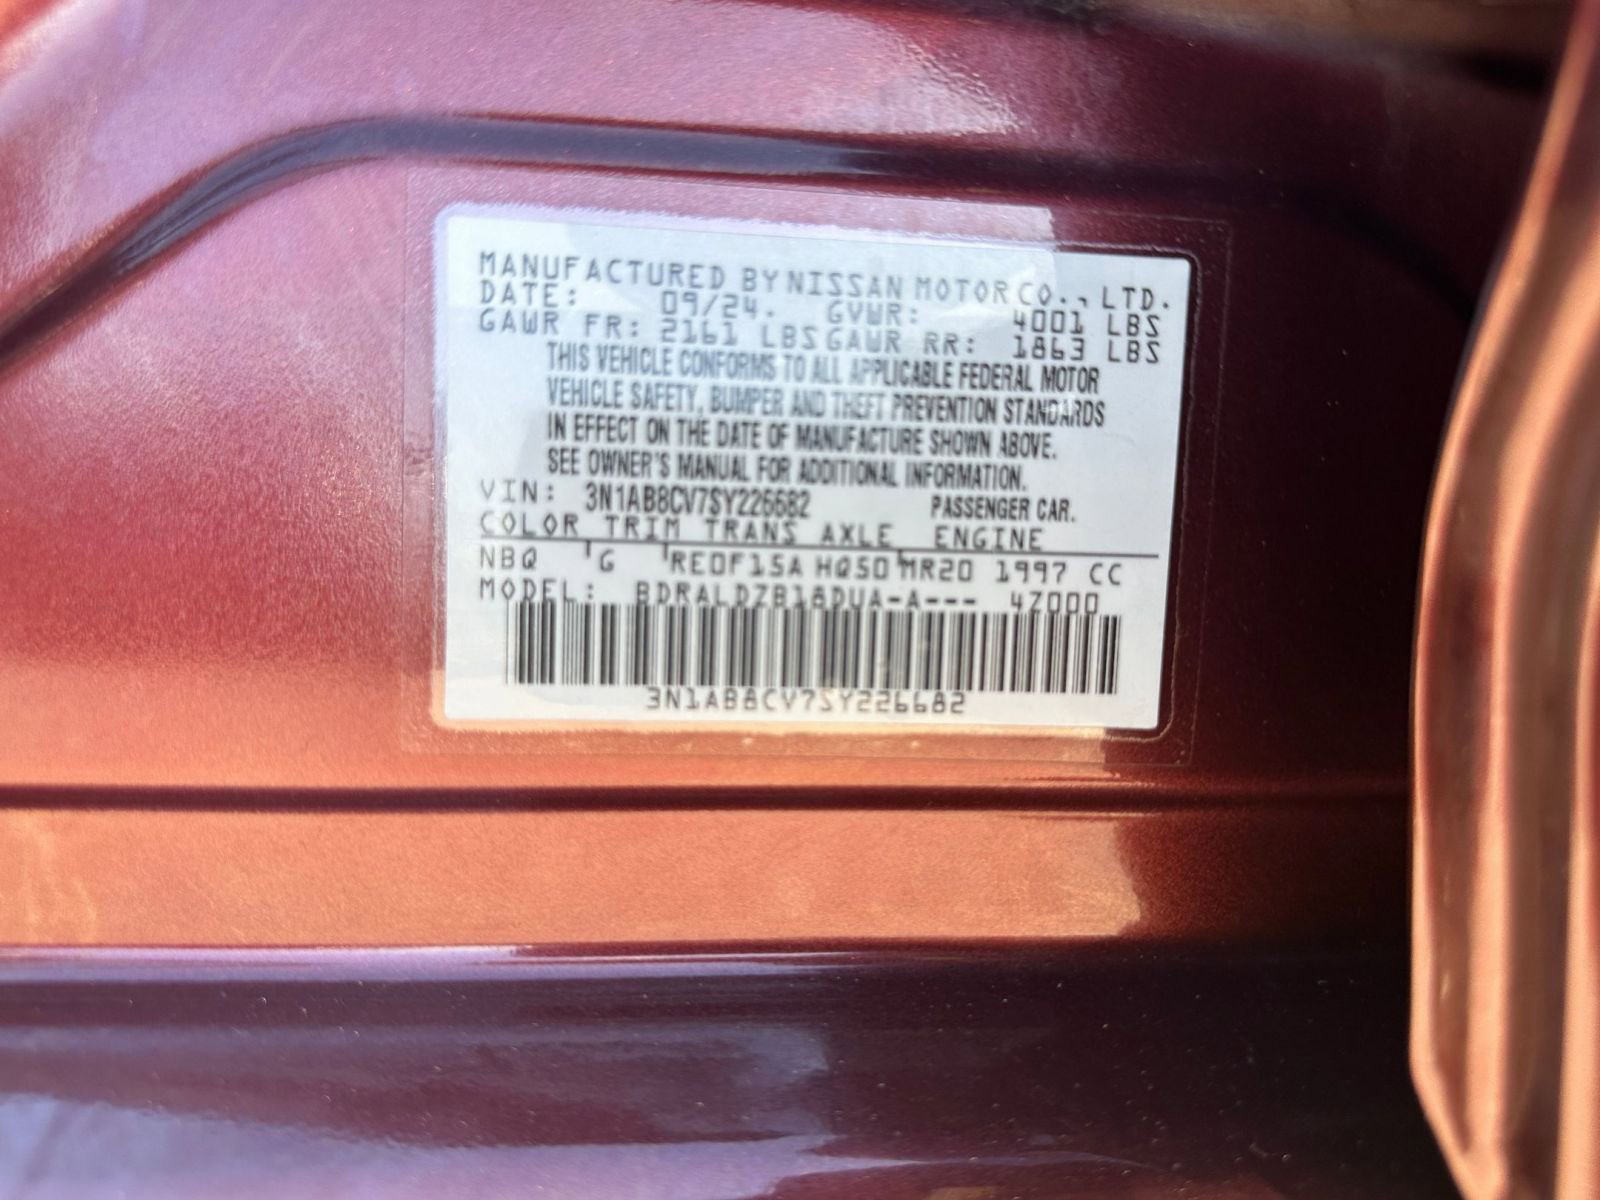 MANUFACTURED BY NISSAN MOTOR CO., LTD.
DATE: 09/24. GVWR: 4001 LBS
GAWR FR: 2161 LBS GAWR RR: 1863 LBS
THIS VEHICLE CONFORMS TO ALL APPLICABLE FEDERAL MOTOR
VEHICLE SAFETY, BUMPER AND THEFT PREVENTION STANDARDS
IN EFFECT ON THE DATE OF MANUFACTURE SHOWN ABOVE.
SEE OWNER'S MANUAL FOR ADDITIONAL INFORMATION.
VIN: 3N1AB8CV7SY226682 PASSENGER CAR.
COLOR TRIM TRANS AXLE ENGINE
NBQ G RE0F15A HQ50 MR20 1997 CC
MODEL: BDRALDZB18DUA-A--- 47000
3N1AB8CV7SY226682